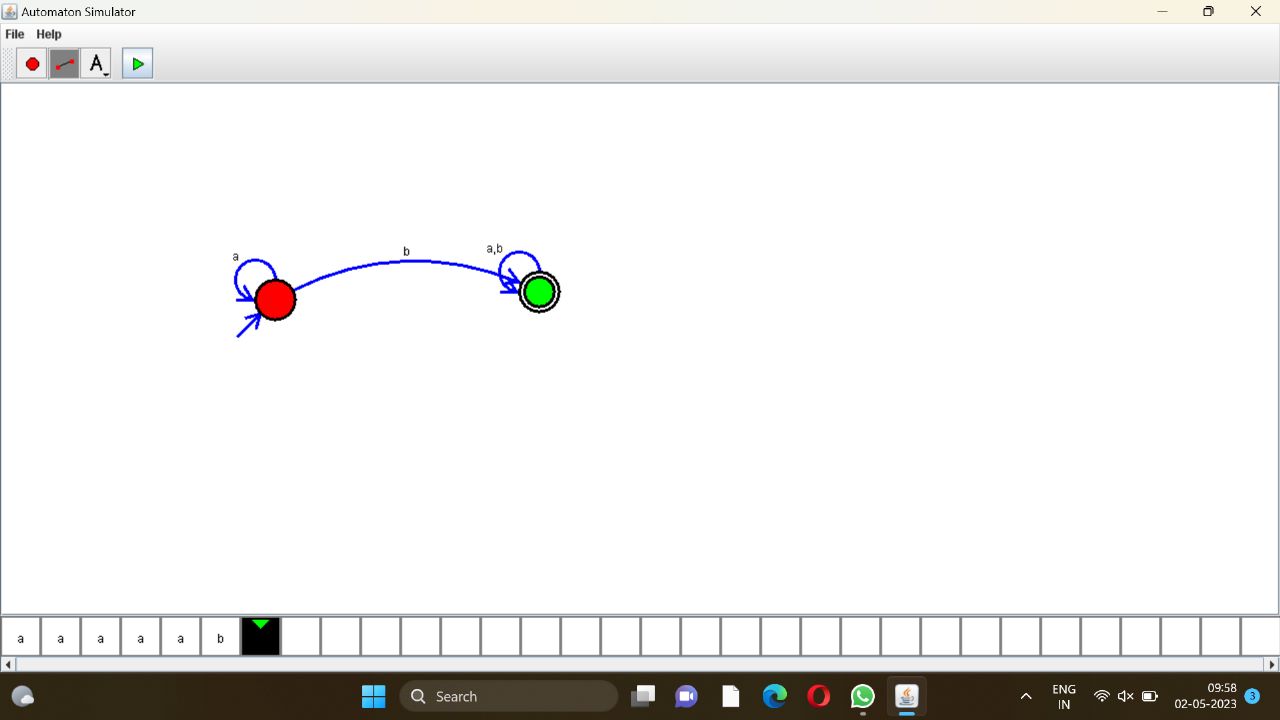 Automaton Simulator
File Help
A
b
a,b
a
a a a a a b
Search
ENG
IN
09:58
02-05-2023
3